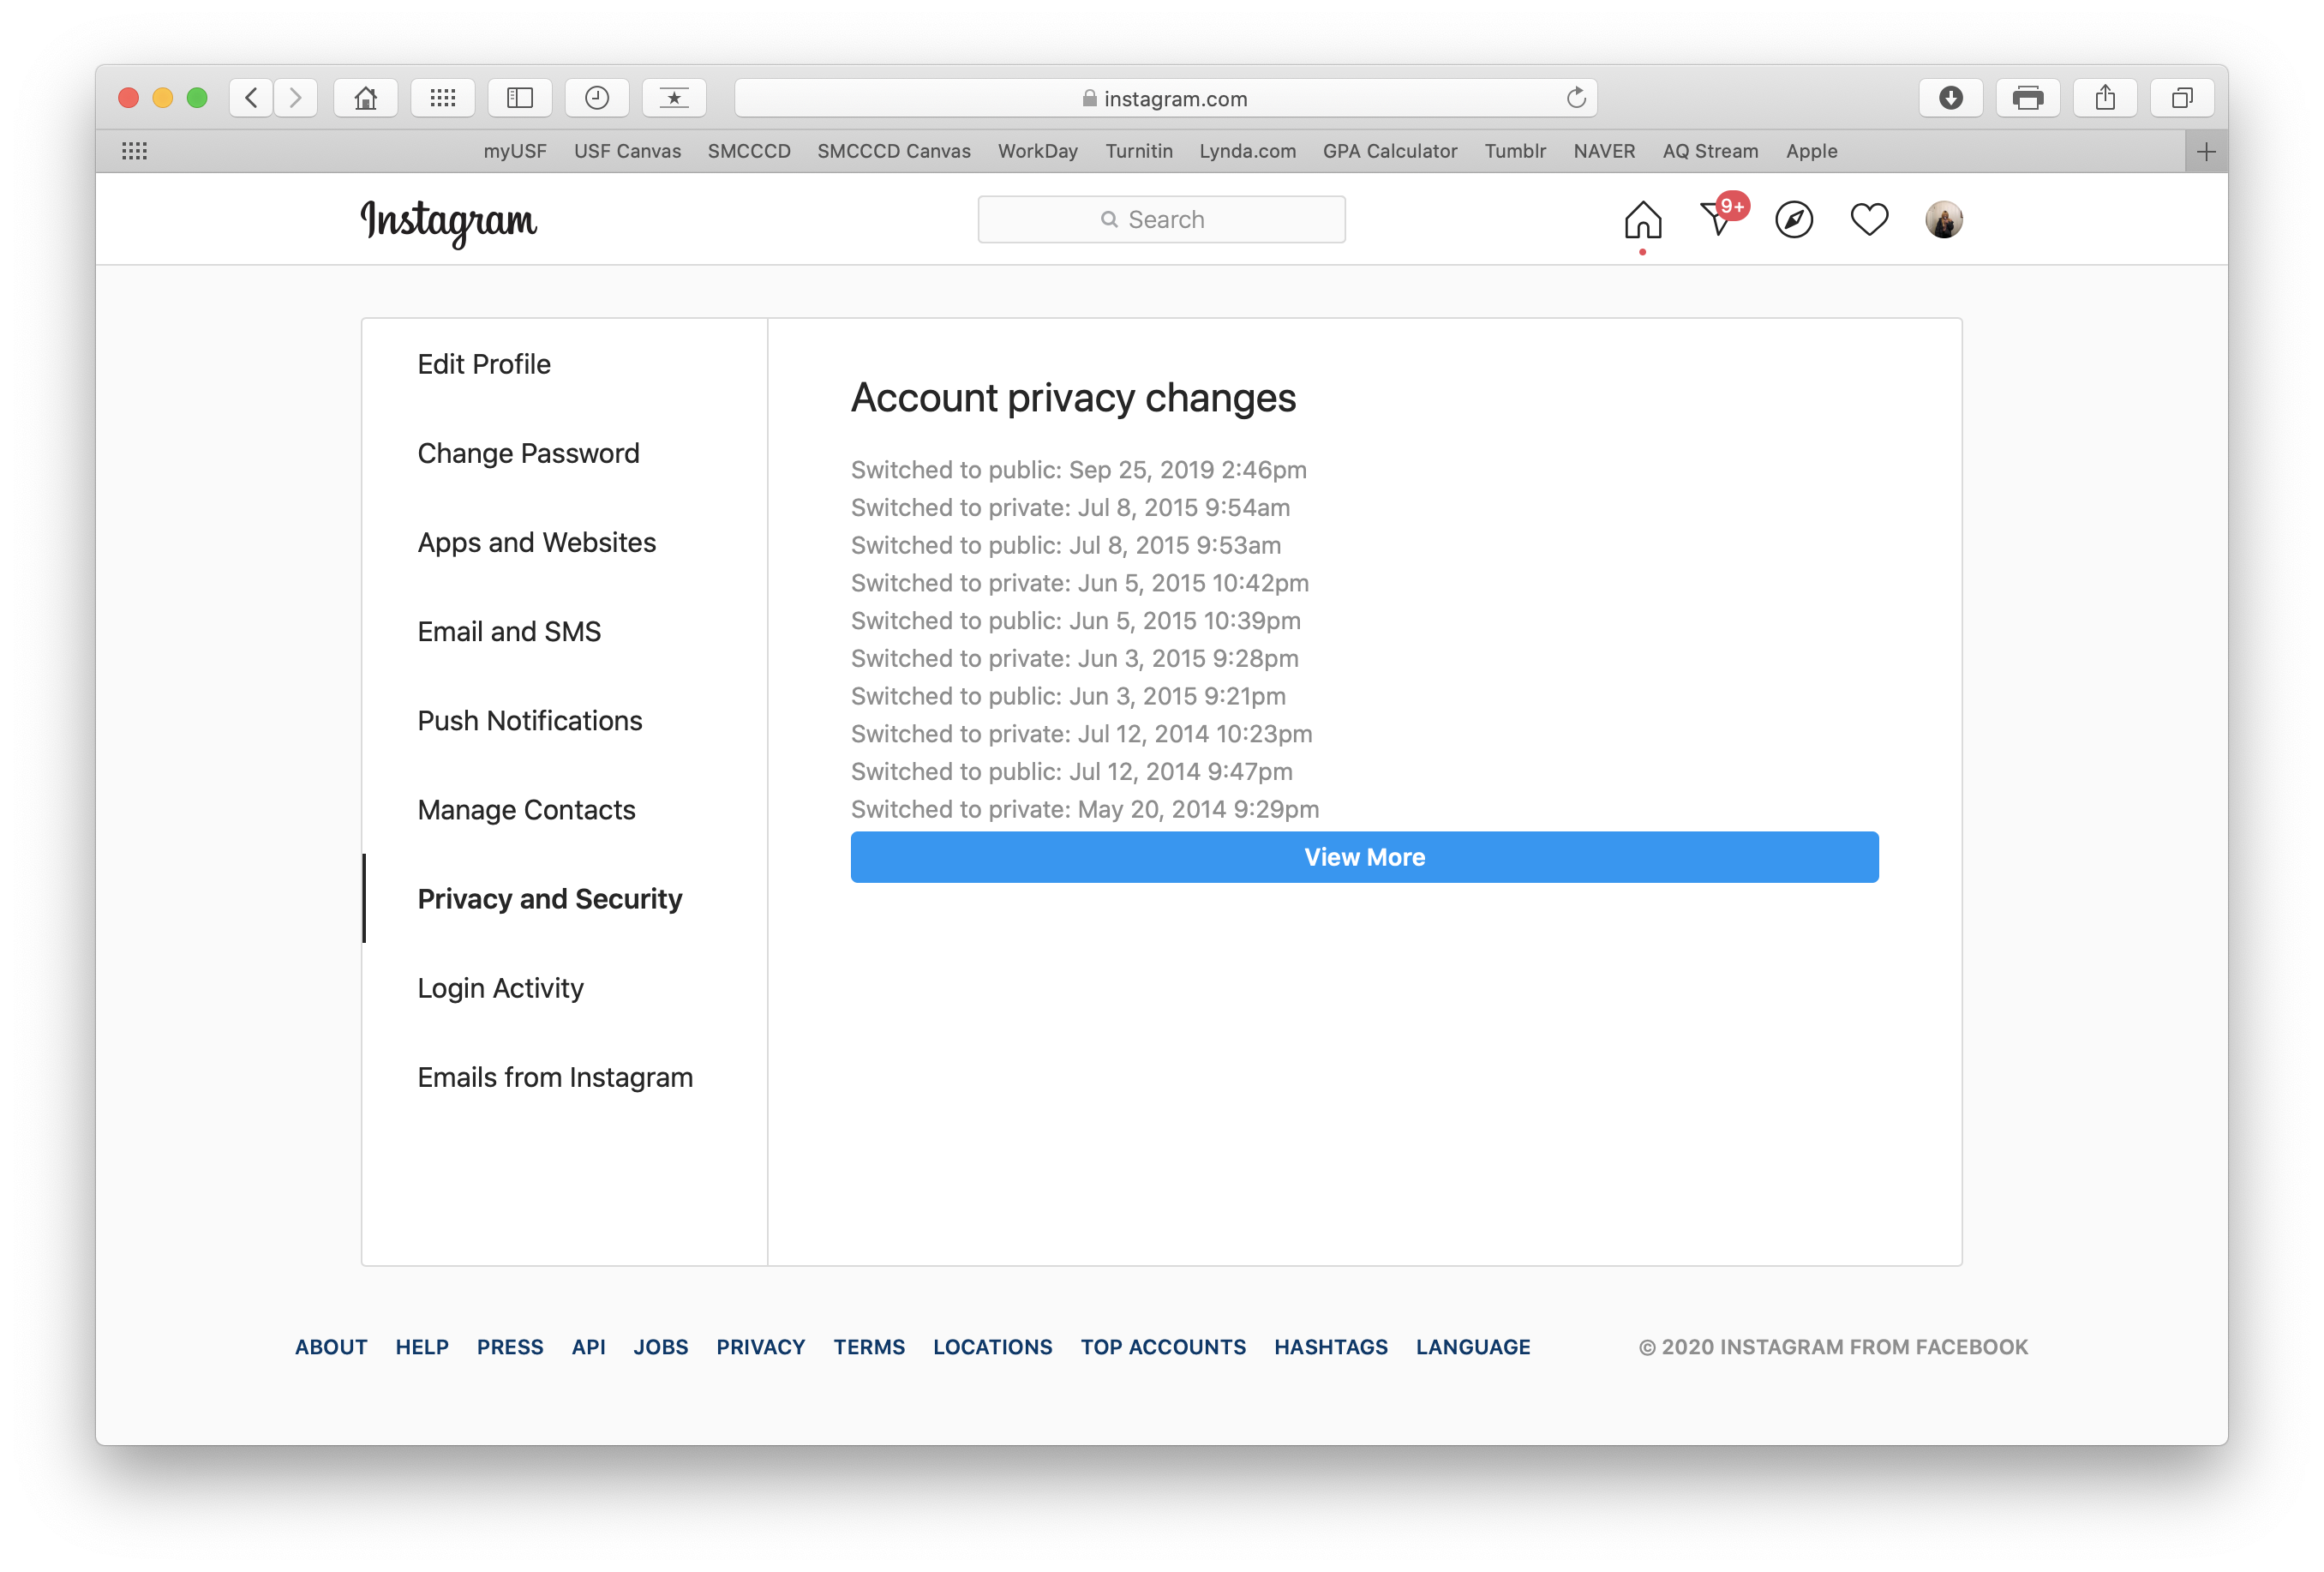 instagram.com
myUSF USF Canvas SMCCCD SMCCCD Canvas WorkDay Turnitin Lynda.com GPA Calculator Tumblr NAVER AQ Stream Apple
Instagram
Search
9+
Edit Profile
Change Password
Apps and Websites
Email and SMS
Push Notifications
Manage Contacts
Privacy and Security
Login Activity
Emails from Instagram
Account privacy changes
Switched to public: Sep 25, 2019 2:46pm
Switched to private: Jul 8, 2015 9:54am
Switched to public: Jul 8, 2015 9:53am
Switched to private: Jun 5, 2015 10:42pm
Switched to public: Jun 5, 2015 10:39pm
Switched to private: Jun 3, 2015 9:28pm
Switched to public: Jun 3, 2015 9:21pm
Switched to private: Jul 12, 2014 10:23pm
Switched to public: Jul 12, 2014 9:47pm
Switched to private: May 20, 2014 9:29pm
View More
ABOUT HELP PRESS API JOBS PRIVACY TERMS LOCATIONS TOP ACCOUNTS HASHTAGS LANGUAGE © 2020 INSTAGRAM FROM FACEBOOK